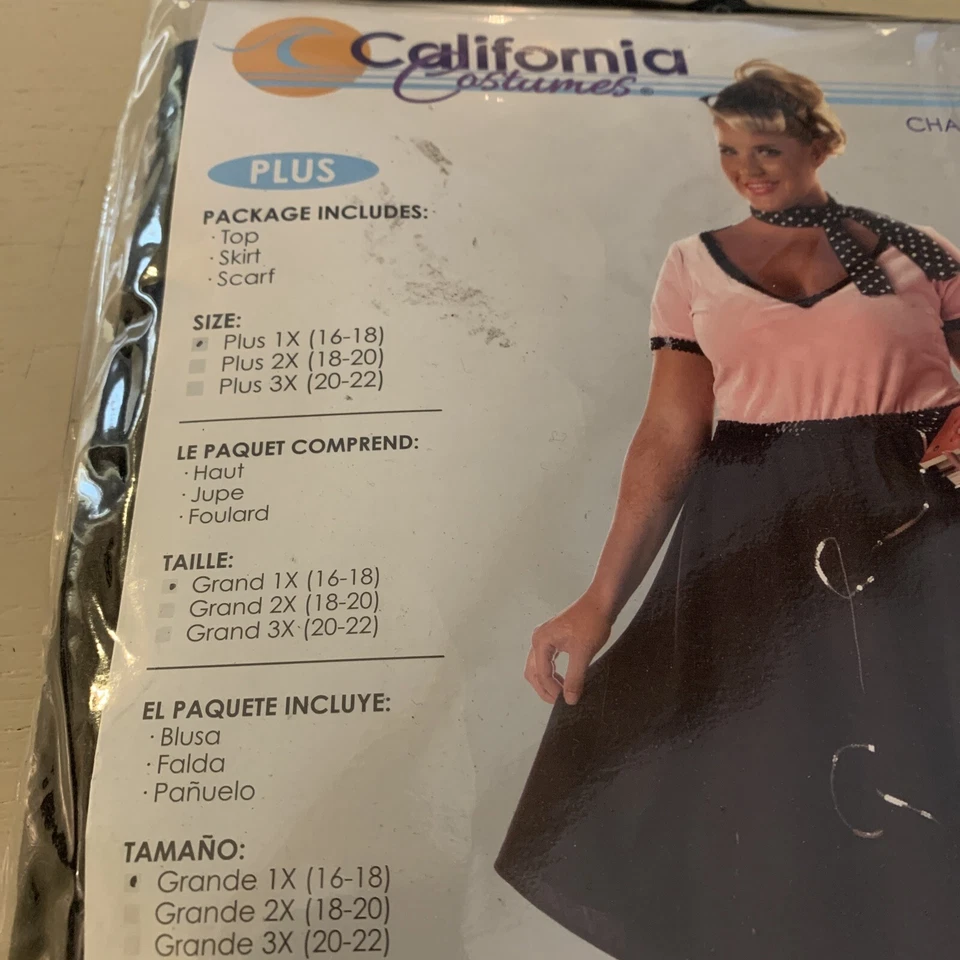 California
Costumes®
CHA
PLUS
PACKAGE INCLUDES:
· Top
· Skirt
· Scarf
SIZE:
Plus 1X (16-18)
Plus 2X (18-20)
Plus 3X (20-22)
LE PAQUET COMPREND:
· Haut
· Jupe
· Foulard
TAILLE:
Grand 1X (16-18)
Grand 2X (18-20)
Grand 3X (20-22)
EL PAQUETE INCLUYE:
· Blusa
· Falda
· Pañuelo
TAMAÑO:
Grande 1X (16-18)
Grande 2X (18-20)
Grande 3X (20-22)